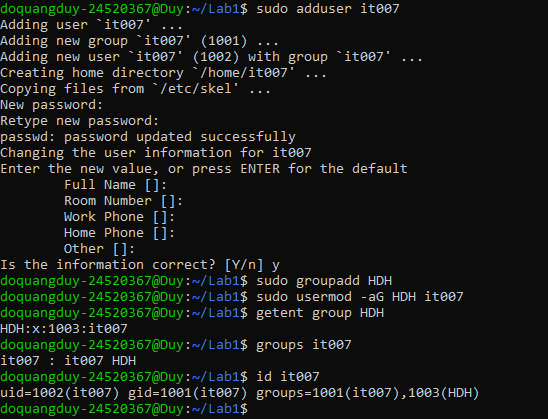 doquangduy-24520367@Duy:~/Lab1$ sudo adduser it007
Adding user `it007' ...
Adding new group `it007' (1001) ...
Adding new user `it007' (1002) with group `it007' ...
Creating home directory `/home/it007' ...
Copying files from `/etc/skel' ...
New password:
Retype new password:
passwd: password updated successfully
Changing the user information for it007
Enter the new value, or press ENTER for the default
        Full Name []:
        Room Number []:
        Work Phone []:
        Home Phone []:
        Other []:
Is the information correct? [Y/n] y
doquangduy-24520367@Duy:~/Lab1$ sudo groupadd HDH
doquangduy-24520367@Duy:~/Lab1$ sudo usermod -aG HDH it007
doquangduy-24520367@Duy:~/Lab1$ getent group HDH
HDH:x:1003:it007
doquangduy-24520367@Duy:~/Lab1$ groups it007
it007 : it007 HDH
doquangduy-24520367@Duy:~/Lab1$ id it007
uid=1002(it007) gid=1001(it007) groups=1001(it007),1003(HDH)
doquangduy-24520367@Duy:~/Lab1$